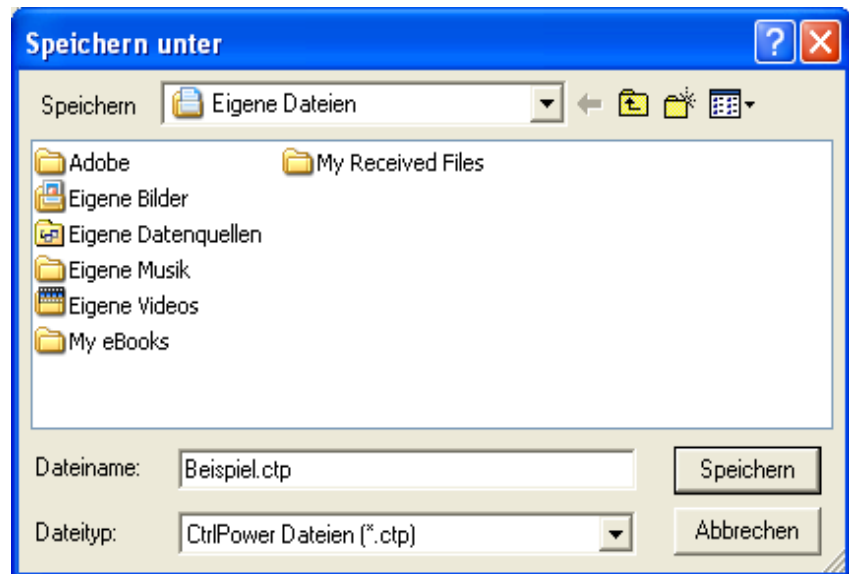 Speichern unter
Speichern
Eigene Dateien
Adobe
Eigene Bilder
Eigene Datenquellen
Eigene Musik
Eigene Videos
My eBooks
My Received Files
Dateiname:
Beispiel.ctp
Speichern
Dateityp:
CtrlPower Dateien (*.ctp)
Abbrechen